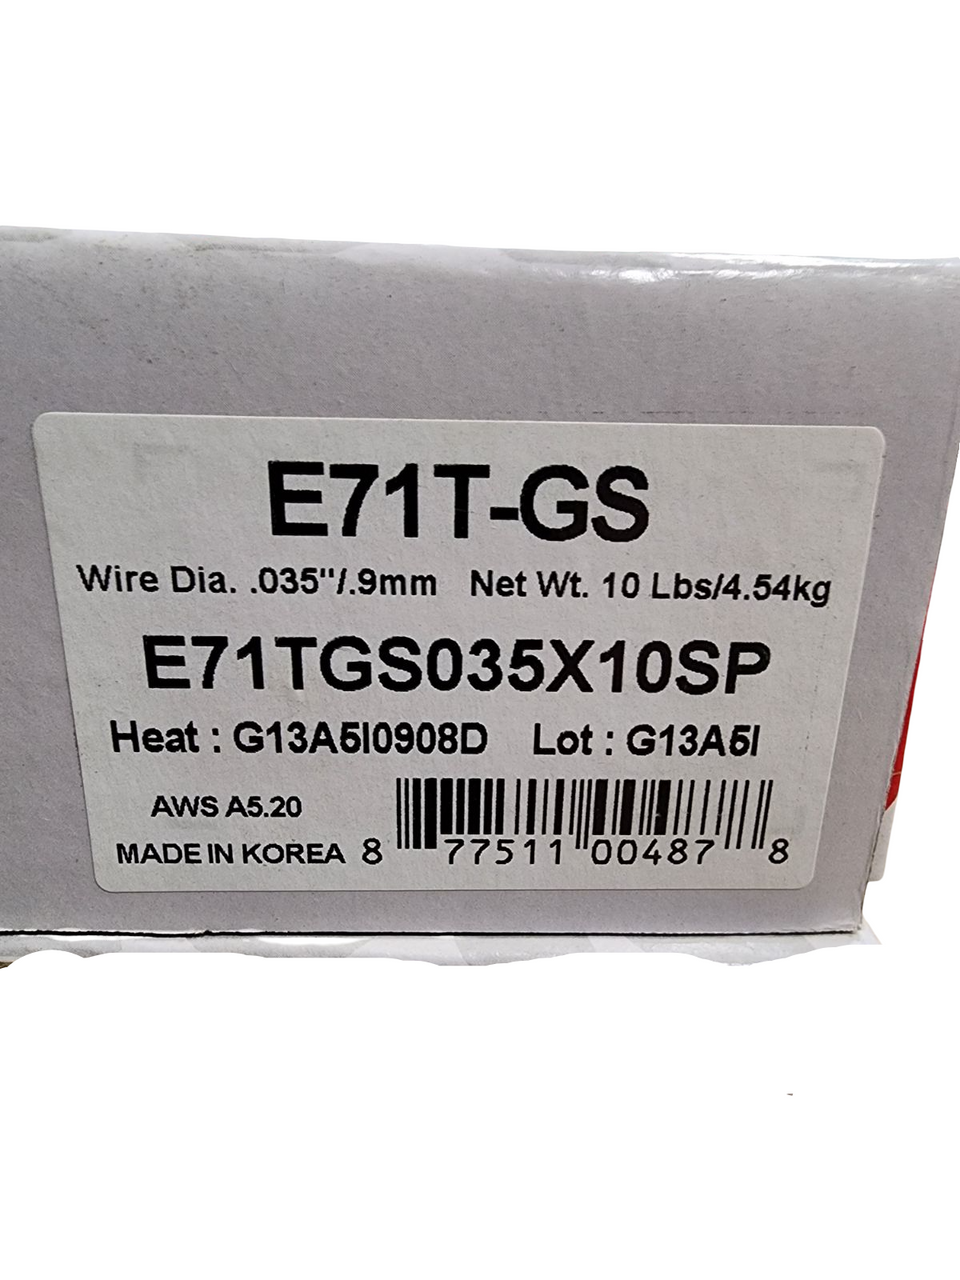 E71T-GS
Wire Dia. .035"/.9mm Net Wt. 10 Lbs/4.54kg
E71TGS035X10SP
Heat : G13A5I0908D Lot : G13A5I
AWS A5.20
MADE IN KOREA 8 77511 00487 8